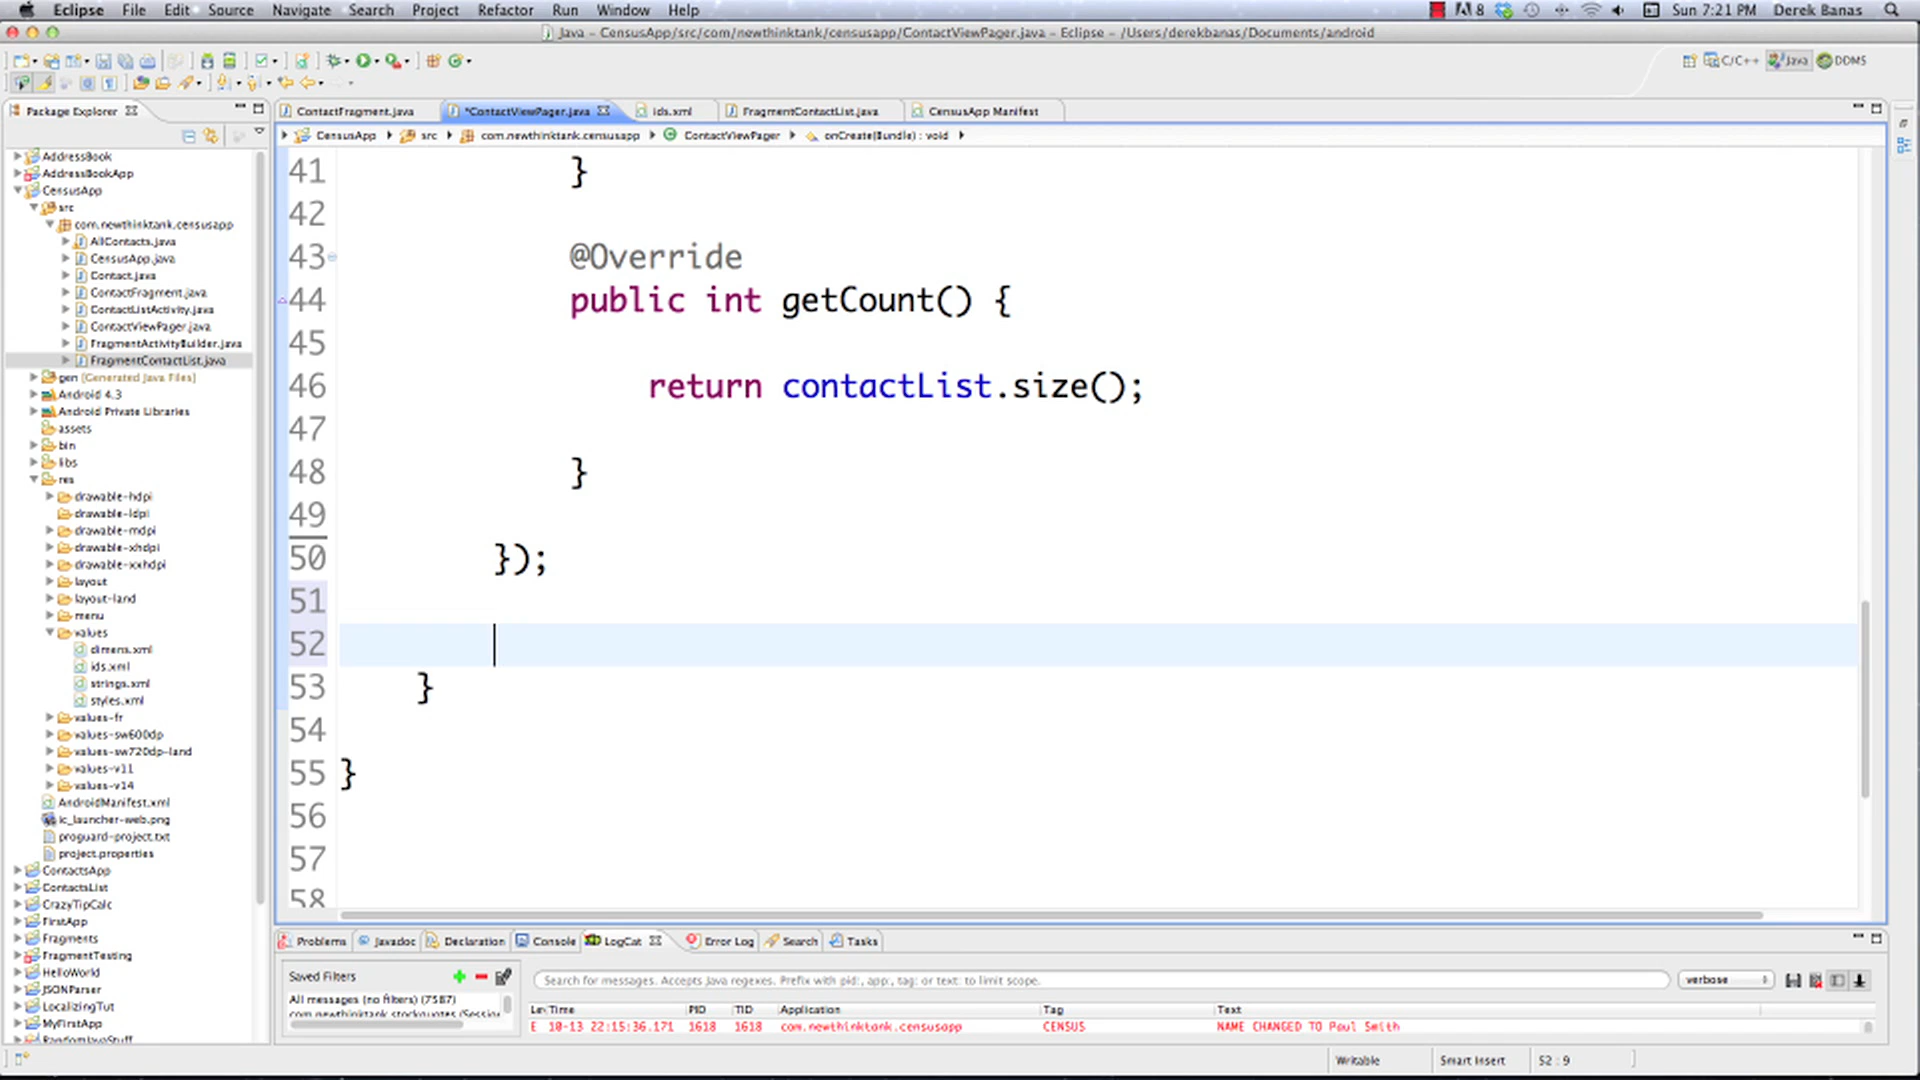 Eclipse File Edit Source Navigate Search Project Refactor Run Window Help
8 Sun 7:21 PM Derek Banas
Java – CensusApp/src/com/newthinktank/censusapp/ContactViewPager.java – Eclipse – /Users/derekbanas/Documents/android
C/C++ Java DDMS
Package Explorer
ContactFragment.java *ContactViewPager.java ids.xml FragmentContactList.java CensusApp Manifest
CensusApp src com.newthinktank.censusapp ContactViewPager onCreate(Bundle) : void
AddressBook
AddressBookApp
CensusApp
src
com.newthinktank.censusapp
AllContacts.java
CensusApp.java
Contact.java
ContactFragment.java
ContactListActivity.java
ContactViewPager.java
FragmentActivityBuilder.java
FragmentContactList.java
gen [Generated Java Files]
Android 4.3
Android Private Libraries
assets
bin
libs
res
drawable-hdpi
drawable-ldpi
drawable-mdpi
drawable-xhdpi
drawable-xxhdpi
layout
layout-land
menu
values
dimens.xml
ids.xml
strings.xml
styles.xml
values-fr
values-sw600dp
values-sw720dp-land
values-v11
values-v14
AndroidManifest.xml
ic_launcher-web.png
proguard-project.txt
project.properties
ContactsApp
ContactsList
CrazyTipCalc
FirstApp
Fragments
FragmentTesting
HelloWorld
JSONParser
LocalizingTut
MyFirstApp
RandomJavaStuff
41 }
42
43 @Override
44 public int getCount() {
45
46 return contactList.size();
47
48 }
49
50 });
51
52
53 }
54
55 }
56
57
58
Problems Javadoc Declaration Console LogCat Error Log Search Tasks
Saved Filters
All messages (no filters) (7587)
com.newthinktank.stockquotes (Session
Search for messages. Accepts Java regexes. Prefix with pid:, app:, tag: or text: to limit scope.
verbose
Le Time PID TID Application Tag Text
E 10-13 22:15:36.171 1618 1618 com.newthinktank.censusapp CENSUS NAME CHANGED TO Paul Smith
Writable Smart Insert 52 : 9